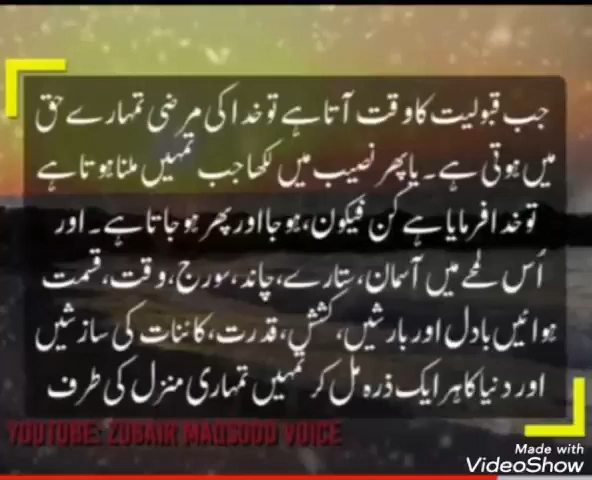 جب قبولیت کا وقت آتا ہے تو خدا کی مرضی تمہارے حق
میں ہوتی ہے۔ یا پھر نصیب میں لکھا جب تمہیں ملنا ہوتا ہے
تو خدا فرمایا ہے کن فیکون، ہو جا اور پھر ہو جاتا ہے۔ اور
اُس لمحے میں آسمان، ستارے، چاند، سورج، وقت، قسمت
ہوائیں بادل اور بارشیں، کشش، قدرت، کائنات کی سازشیں
اور دنیا کا ہر ایک ذرہ مل کر تمہیں تمہاری منزل کی طرف
YOUTUBE: ZUBAIR MAQSOOD VOICE
Made with
VideoShow